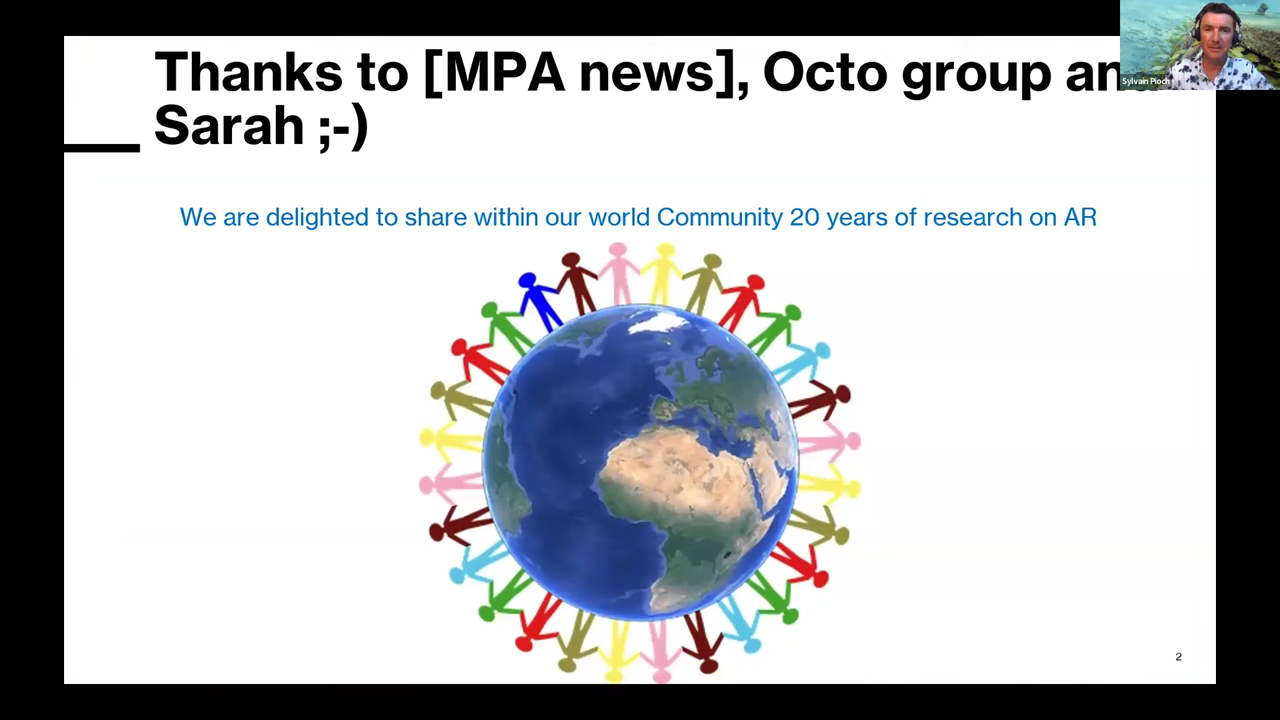 Thanks to [MPA news], Octo group an
Sarah ;-)
Sylvain Pioch
We are delighted to share within our world Community 20 years of research on AR
2